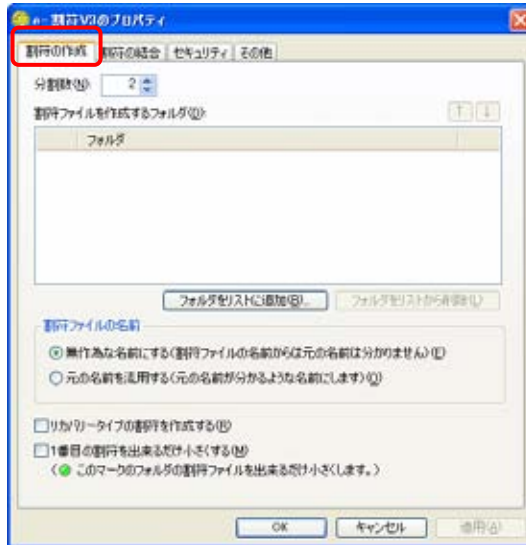 e-割符V3のプロパティ
割符の作成 割符の結合 セキュリティ その他
分割数(N): 2
割符ファイルを作成するフォルダ(D):
↑ ↓
フォルダ
フォルダをリストに追加(B)... フォルダをリストから削除(L)
割符ファイルの名前
無作為な名前にする(割符ファイルの名前からは元の名前は分かりません)(E)
元の名前を流用する(元の名前が分かるような名前にします)(Q)
リカバリータイプの割符を作成する(R)
1番目の割符を出来るだけ小さくする(M)
( このマークのフォルダの割符ファイルを出来るだけ小さくします。)
OK キャンセル 適用(A)